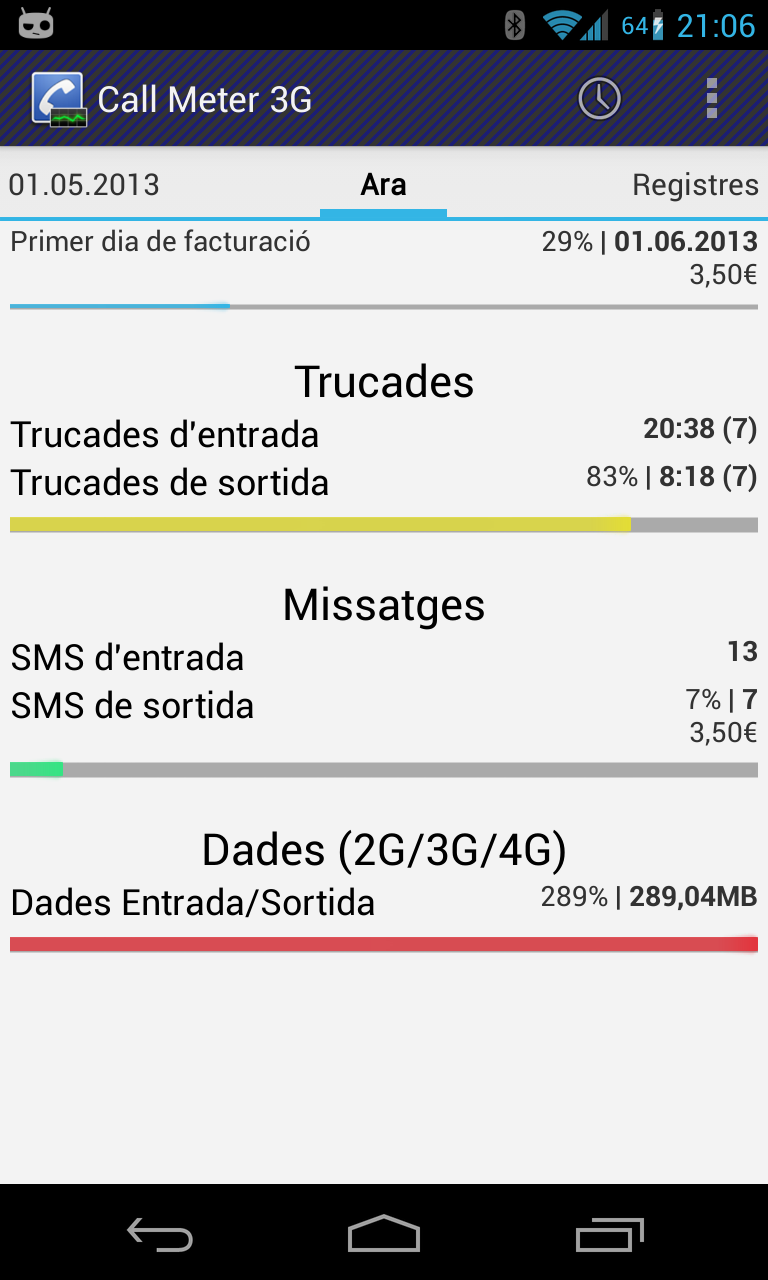 64 21:06
Call Meter 3G
01.05.2013 Ara Registres
Primer dia de facturació 29% | 01.06.2013
3,50€
Trucades
Trucades d'entrada 20:38 (7)
Trucades de sortida 83% | 8:18 (7)
Missatges
SMS d'entrada 13
SMS de sortida 7% | 7
3,50€
Dades (2G/3G/4G)
Dades Entrada/Sortida 289% | 289,04MB